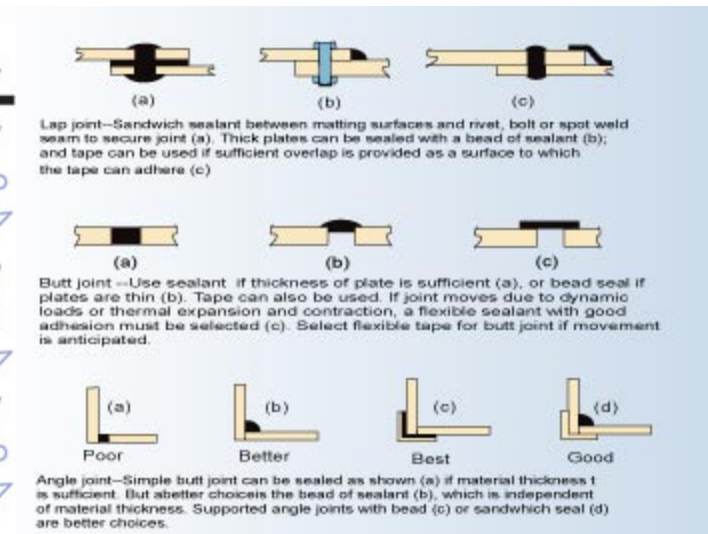 (a) (b) (c)
Lap joint--Sandwich sealant between matting surfaces and rivet, bolt or spot weld
seam to secure joint (a). Thick plates can be sealed with a bead of sealant (b);
and tape can be used if sufficient overlap is provided as a surface to which
the tape can adhere (c)
(a) (b) (c)
Butt joint --Use sealant if thickness of plate is sufficient (a), or bead seal if
plates are thin (b). Tape can also be used. If joint moves due to dynamic
loads or thermal expansion and contraction, a flexible sealant with good
adhesion must be selected (c). Select flexible tape for butt joint if movement
is anticipated.
(a) (b) (c) (d)
Poor Better Best Good
Angle joint--Simple butt joint can be sealed as shown (a) if material thickness t
is sufficient. But abetter choiceis the bead of sealant (b), which is independent
of material thickness. Supported angle joints with bead (c) or sandwhich seal (d)
are better choices.